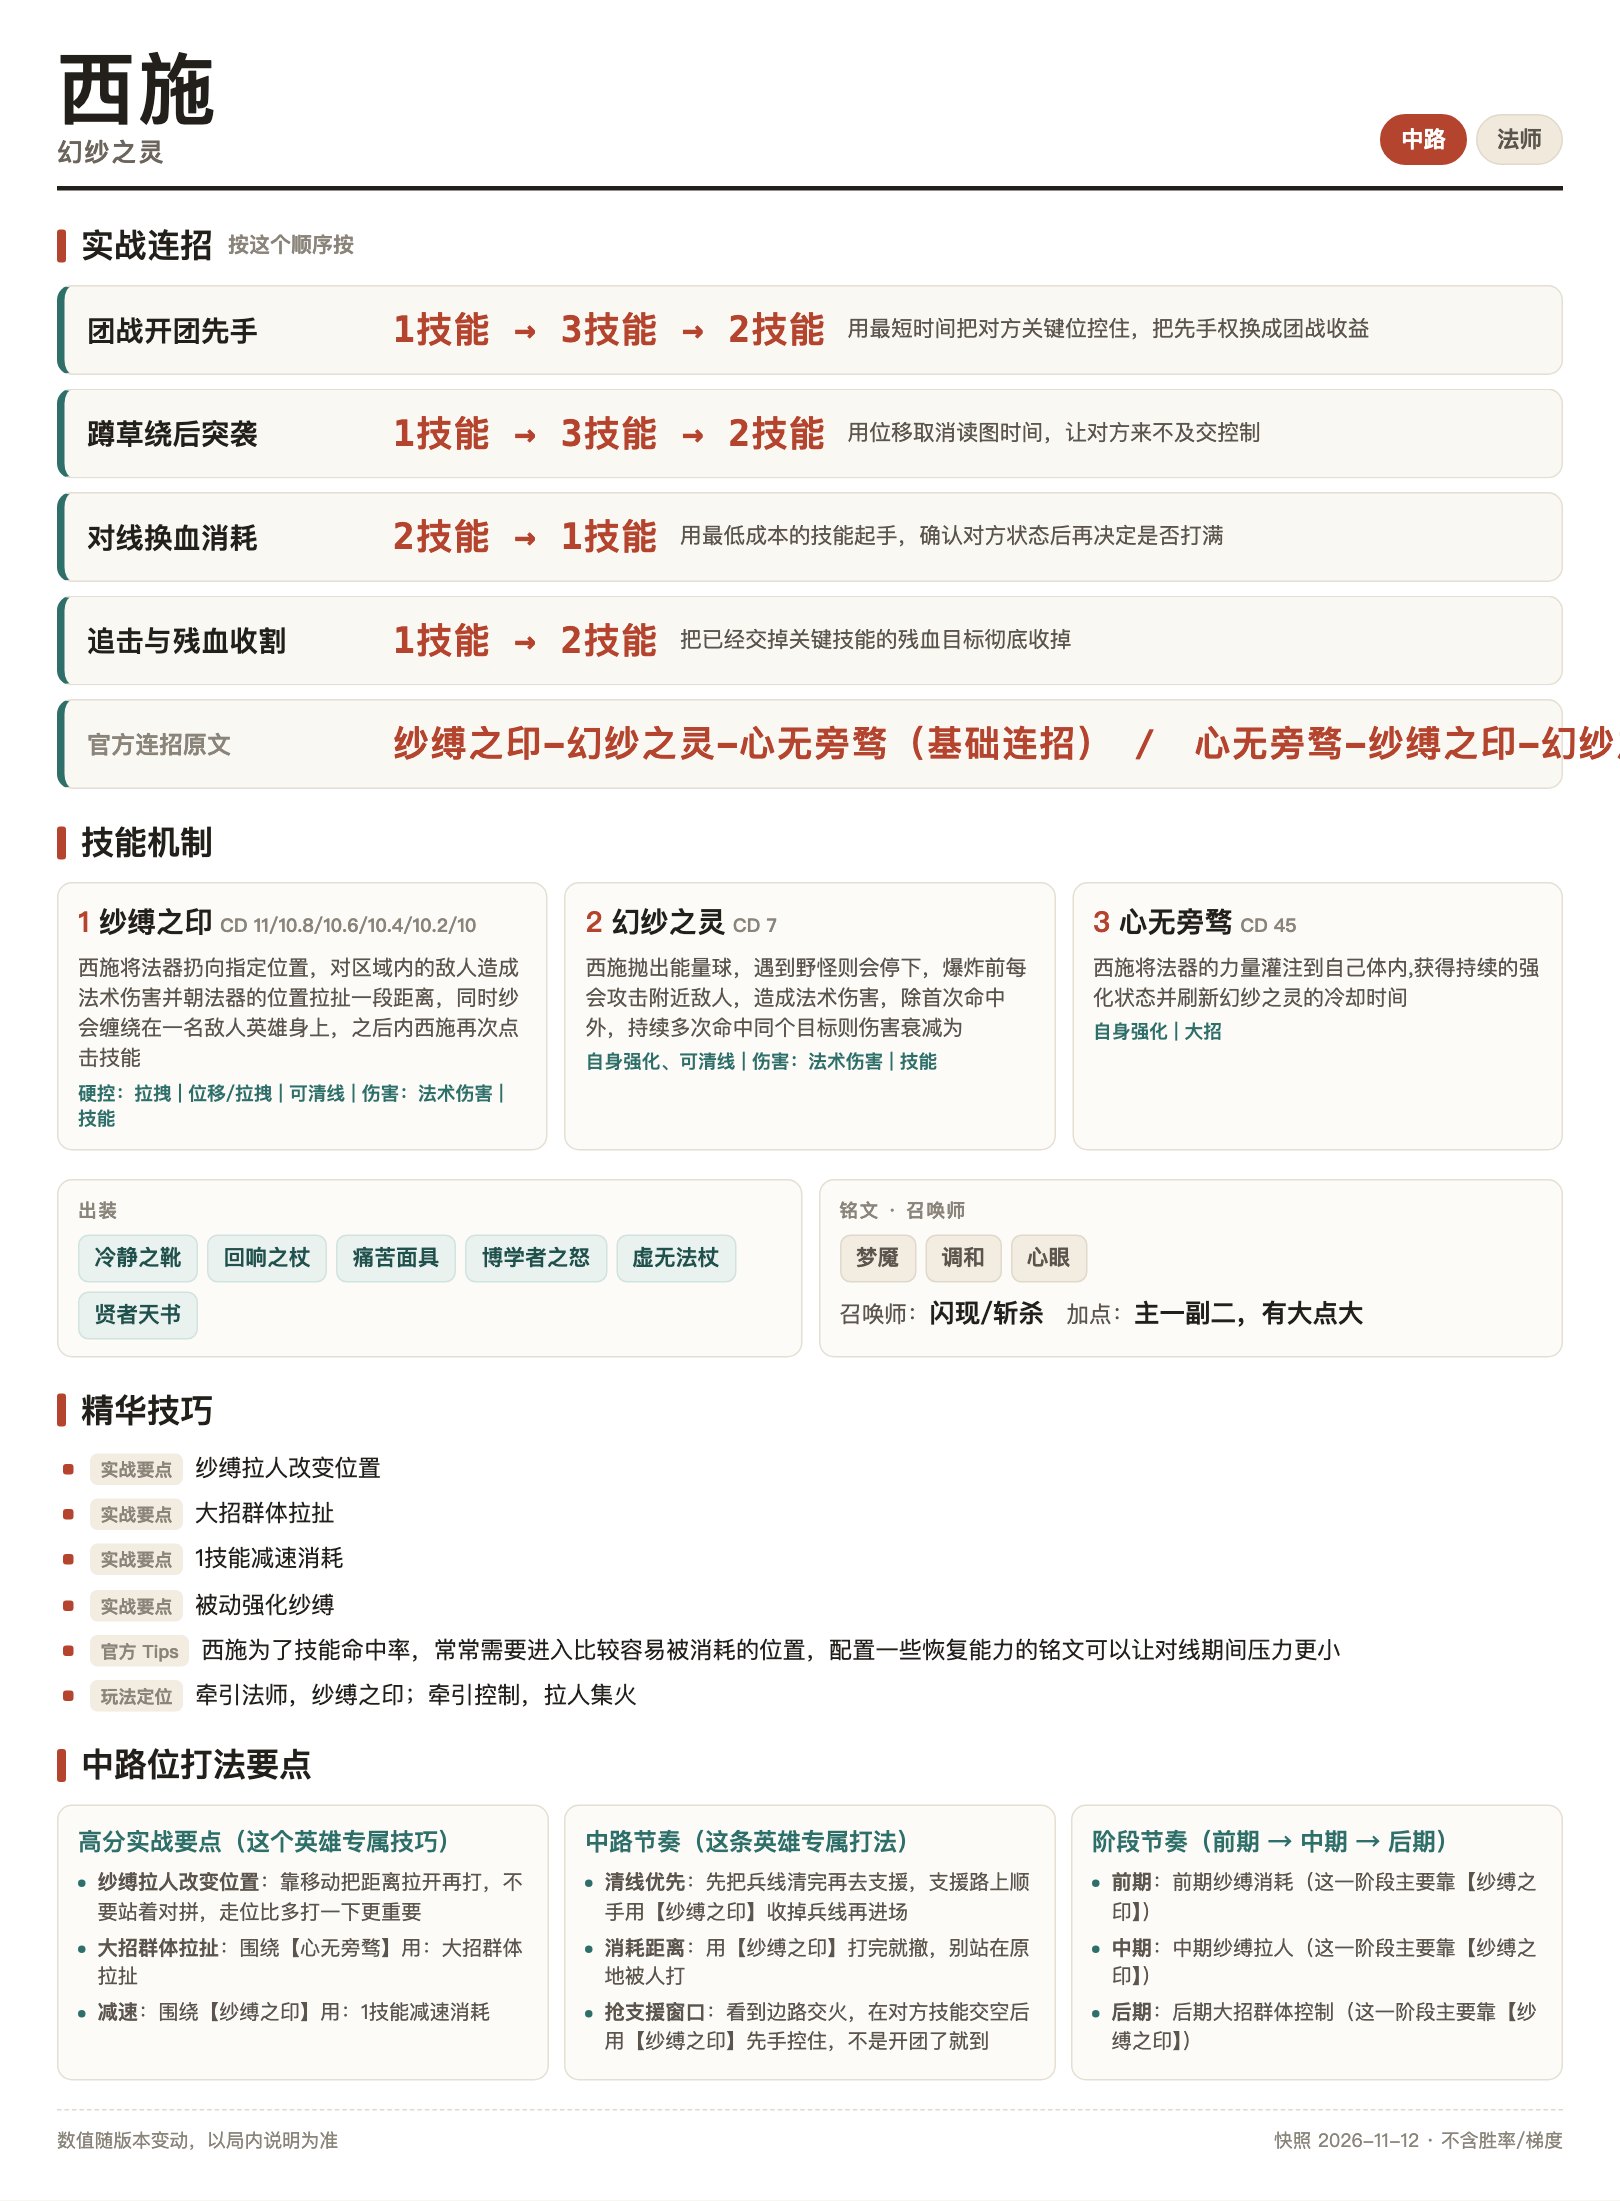 西施
幻纱之灵
中路 法师
实战连招 按这个顺序按
团战开团先手 1技能 → 3技能 → 2技能 用最短时间把对方关键位控住，把先手权换成团战收益
蹲草绕后突袭 1技能 → 3技能 → 2技能 用位移取消读图时间，让对方来不及交控制
对线换血消耗 2技能 → 1技能 用最低成本的技能起手，确认对方状态后再决定是否打满
追击与残血收割 1技能 → 2技能 把已经交掉关键技能的残血目标彻底收掉
官方连招原文 纱缚之印-幻纱之灵-心无旁骛（基础连招） / 心无旁骛-纱缚之印-幻纱
技能机制
1 纱缚之印 CD 11/10.8/10.6/10.4/10.2/10
西施将法器扔向指定位置，对区域内的敌人造成
法术伤害并朝法器的位置拉扯一段距离，同时纱
会缠绕在一名敌人英雄身上，之后内西施再次点
击技能
硬控：拉拽 | 位移/拉拽 | 可清线 | 伤害：法术伤害 |
技能
2 幻纱之灵 CD 7
西施抛出能量球，遇到野怪则会停下，爆炸前每
会攻击附近敌人，造成法术伤害，除首次命中
外，持续多次命中同个目标则伤害衰减为
自身强化、可清线 | 伤害：法术伤害 | 技能
3 心无旁骛 CD 45
西施将法器的力量灌注到自己体内,获得持续的强
化状态并刷新幻纱之灵的冷却时间
自身强化 | 大招
出装
冷静之靴 回响之杖 痛苦面具 博学者之怒 虚无法杖
贤者天书
铭文 · 召唤师
梦魇 调和 心眼
召唤师：闪现/斩杀 加点：主一副二，有大点大
精华技巧
实战要点 纱缚拉人改变位置
实战要点 大招群体拉扯
实战要点 1技能减速消耗
实战要点 被动强化纱缚
官方 Tips 西施为了技能命中率，常常需要进入比较容易被消耗的位置，配置一些恢复能力的铭文可以让对线期间压力更小
玩法定位 牵引法师，纱缚之印；牵引控制，拉人集火
中路位打法要点
高分实战要点（这个英雄专属技巧）
纱缚拉人改变位置：靠移动把距离拉开再打，不
要站着对拼，走位比多打一下更重要
大招群体拉扯：围绕【心无旁骛】用：大招群体
拉扯
减速：围绕【纱缚之印】用：1技能减速消耗
中路节奏（这条英雄专属打法）
清线优先：先把兵线清完再去支援，支援路上顺
手用【纱缚之印】收掉兵线再进场
消耗距离：用【纱缚之印】打完就撤，别站在原
地被人打
抢支援窗口：看到边路交火，在对方技能交空后
用【纱缚之印】先手控住，不是开团了就到
阶段节奏（前期 → 中期 → 后期）
前期：前期纱缚消耗（这一阶段主要靠【纱缚之
印】）
中期：中期纱缚拉人（这一阶段主要靠【纱缚之
印】）
后期：后期大招群体控制（这一阶段主要靠【纱
缚之印】）
数值随版本变动，以局内说明为准
快照 2026-11-12 · 不含胜率/梯度